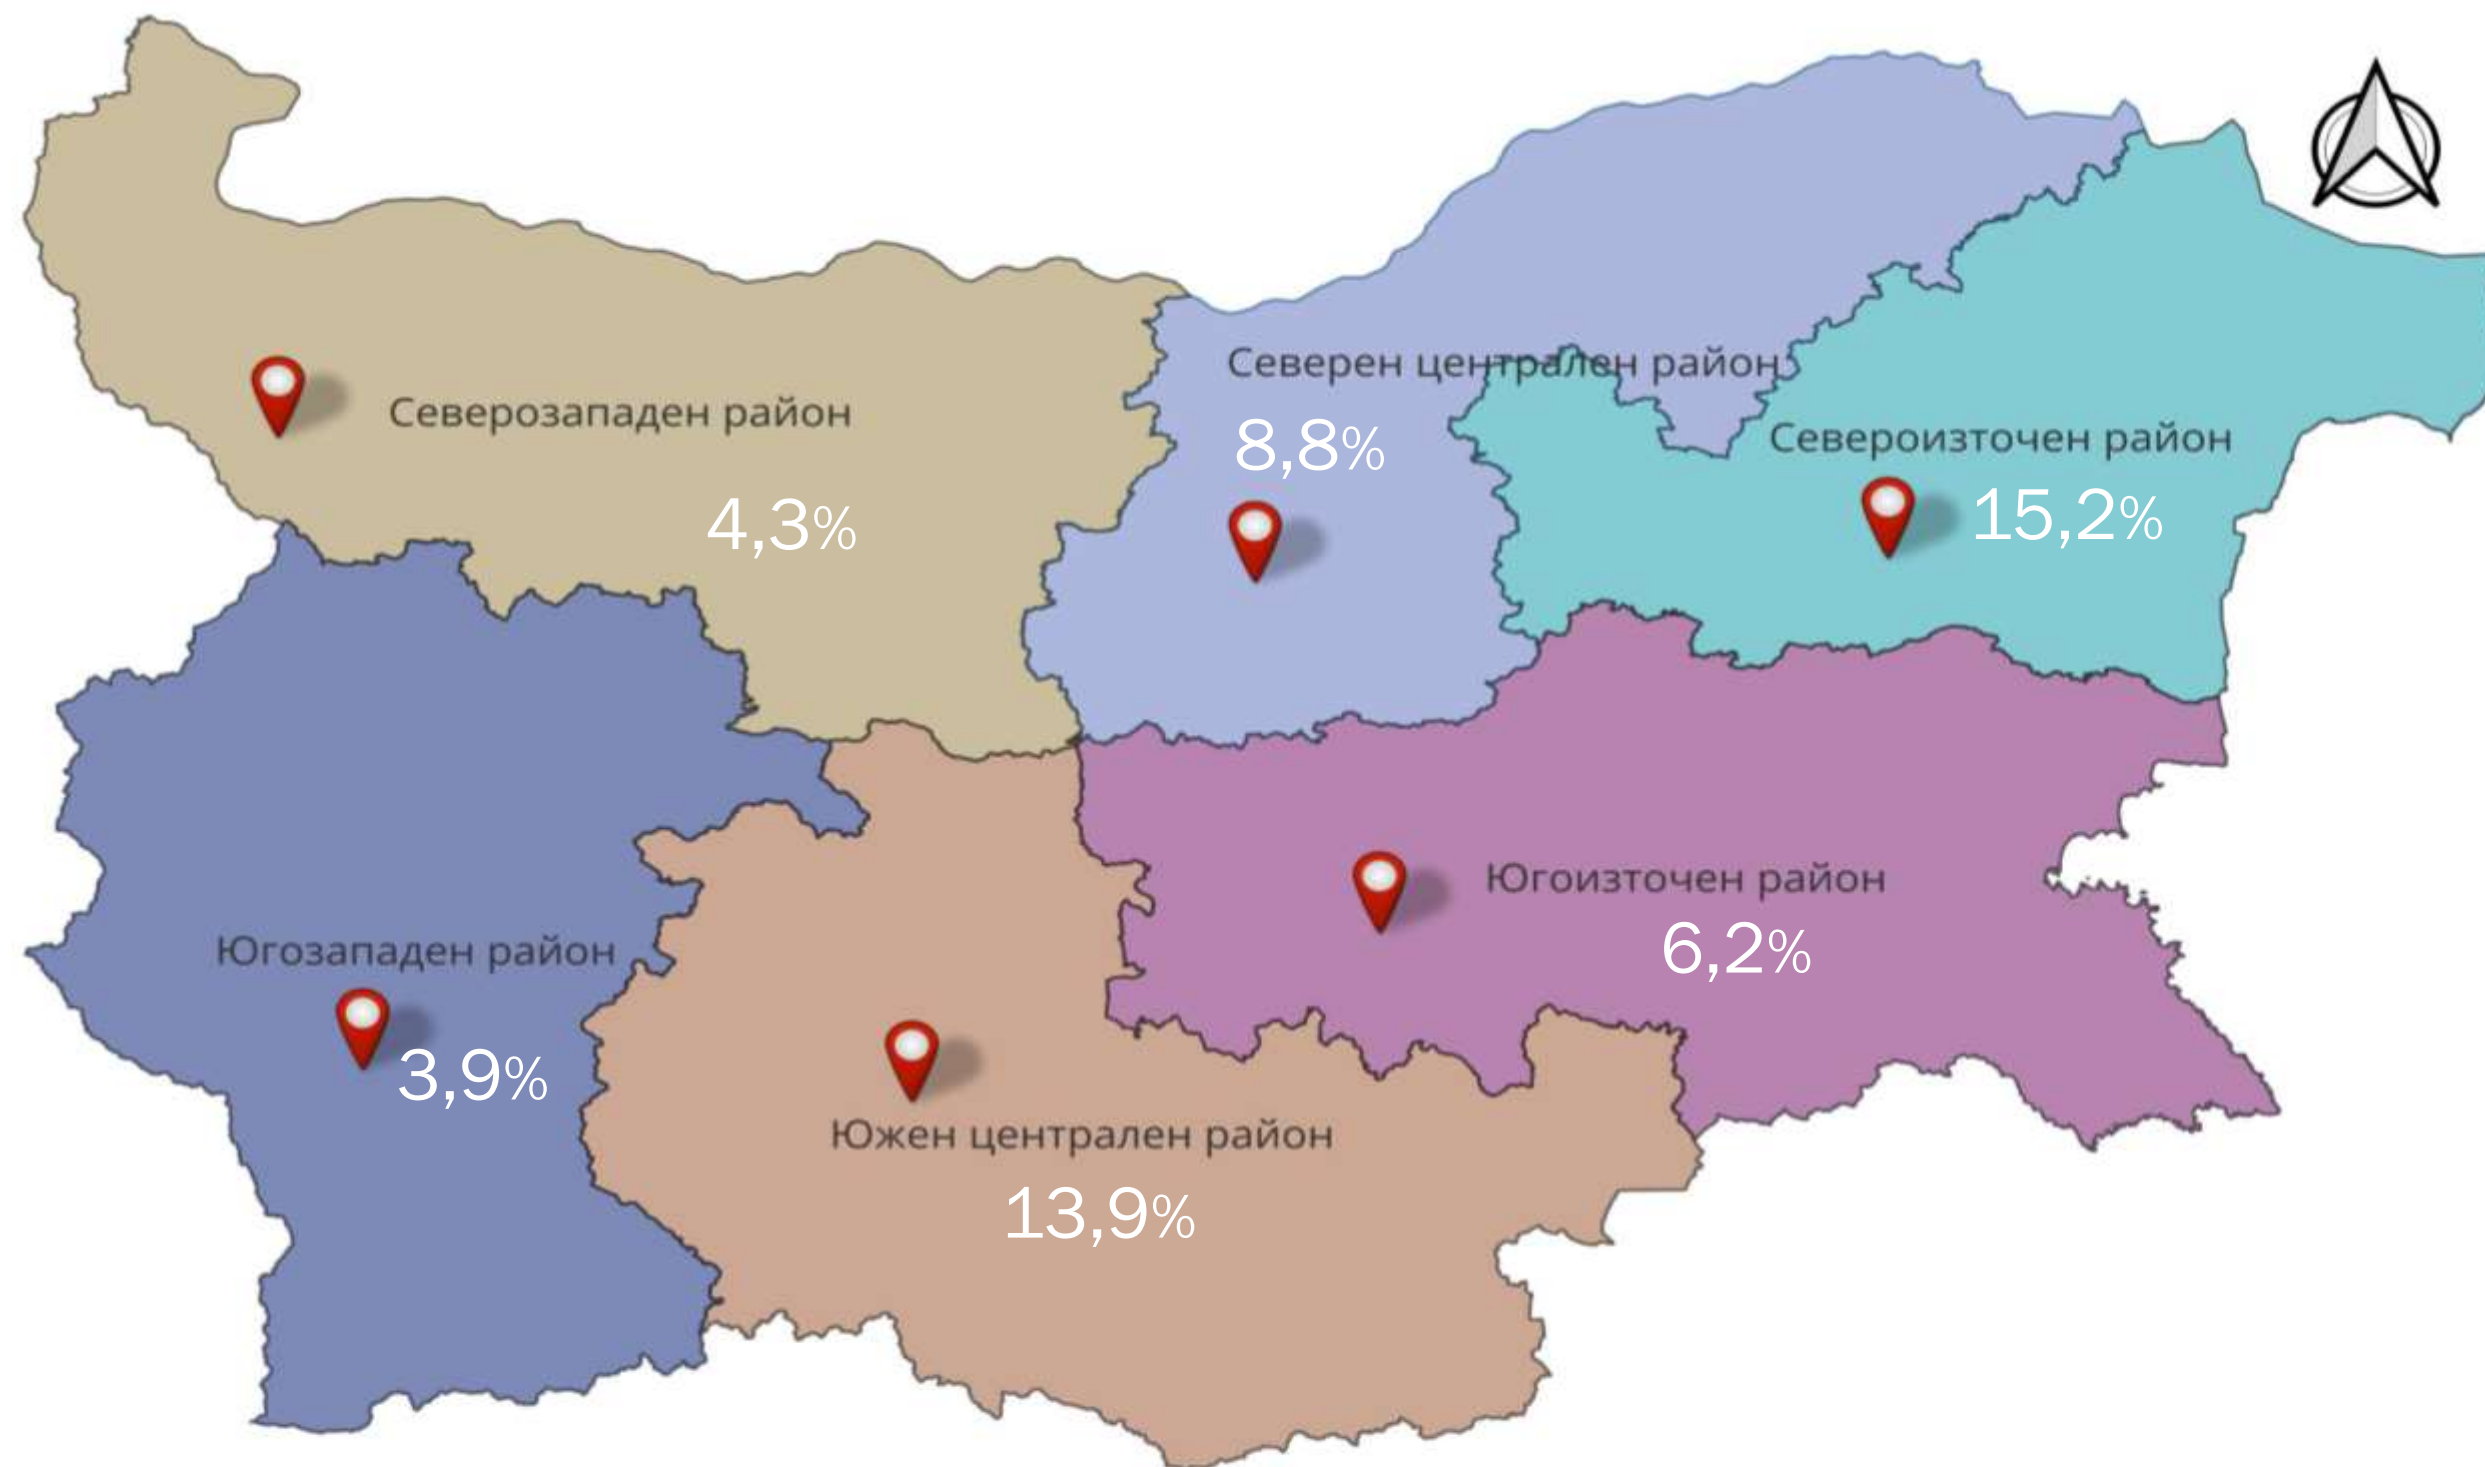 Северен централен район
Северозападен район
8,8%
Североизточен район
4,3%
15,2%
Югоизточен район
6,2%
Югозападен район
3,9%
Южен централен район
13,9%